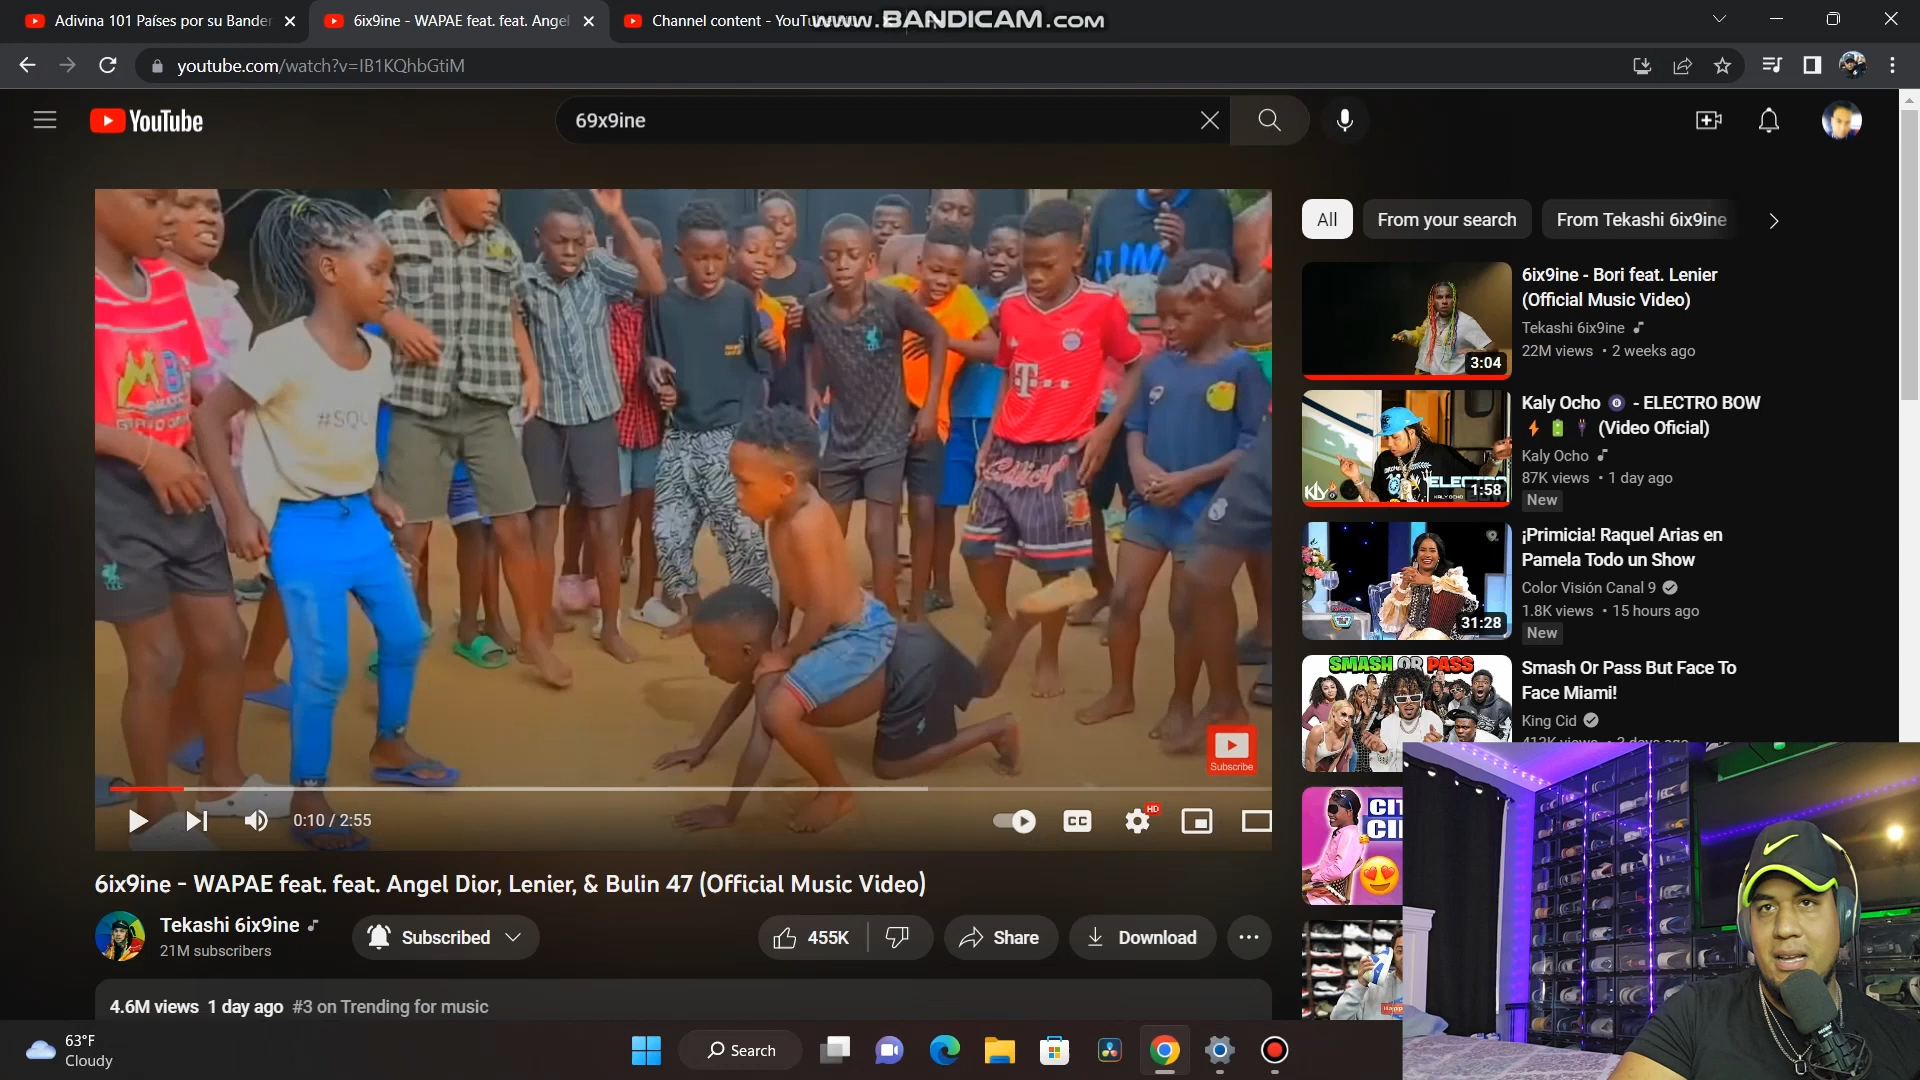 Adivina 101 Países por su Bander
6ix9ine - WAPAE feat. feat. Angel
Channel content - YouTu
www.BANDICAM.com
youtube.com/watch?v=IB1KQhbGtiM
YouTube
69x9ine
All
From your search
From Tekashi 6ix9ine
6ix9ine - Bori feat. Lenier
(Official Music Video)
Tekashi 6ix9ine
22M views • 2 weeks ago
3:04
Kaly Ocho - ELECTRO BOW
(Video Oficial)
Kaly Ocho
87K views • 1 day ago
New
ELECTRO
KALY OCHO
1:58
¡Primicia! Raquel Arias en
Pamela Todo un Show
Color Visión Canal 9
1.8K views • 15 hours ago
New
31:28
SMASH OR PASS
Smash Or Pass But Face To
Face Miami!
King Cid
#SQU
T
Subscribe
0:10 / 2:55
CC
HD
6ix9ine - WAPAE feat. feat. Angel Dior, Lenier, & Bulin 47 (Official Music Video)
Tekashi 6ix9ine
21M subscribers
Subscribed
455K
Share
Download
4.6M views 1 day ago #3 on Trending for music
63°F
Cloudy
Search